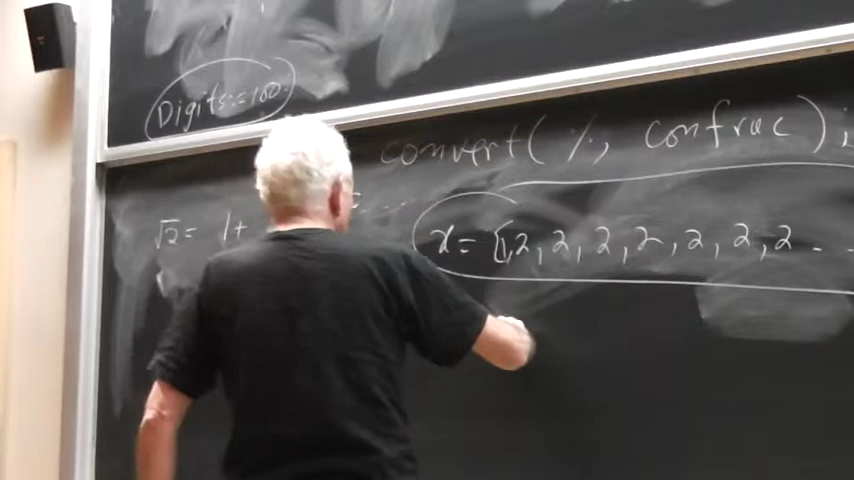 Digits:=100
convert(%, confrac);
√2 = 1+ ....
x = [1,2,2,2,2,2,2,2...